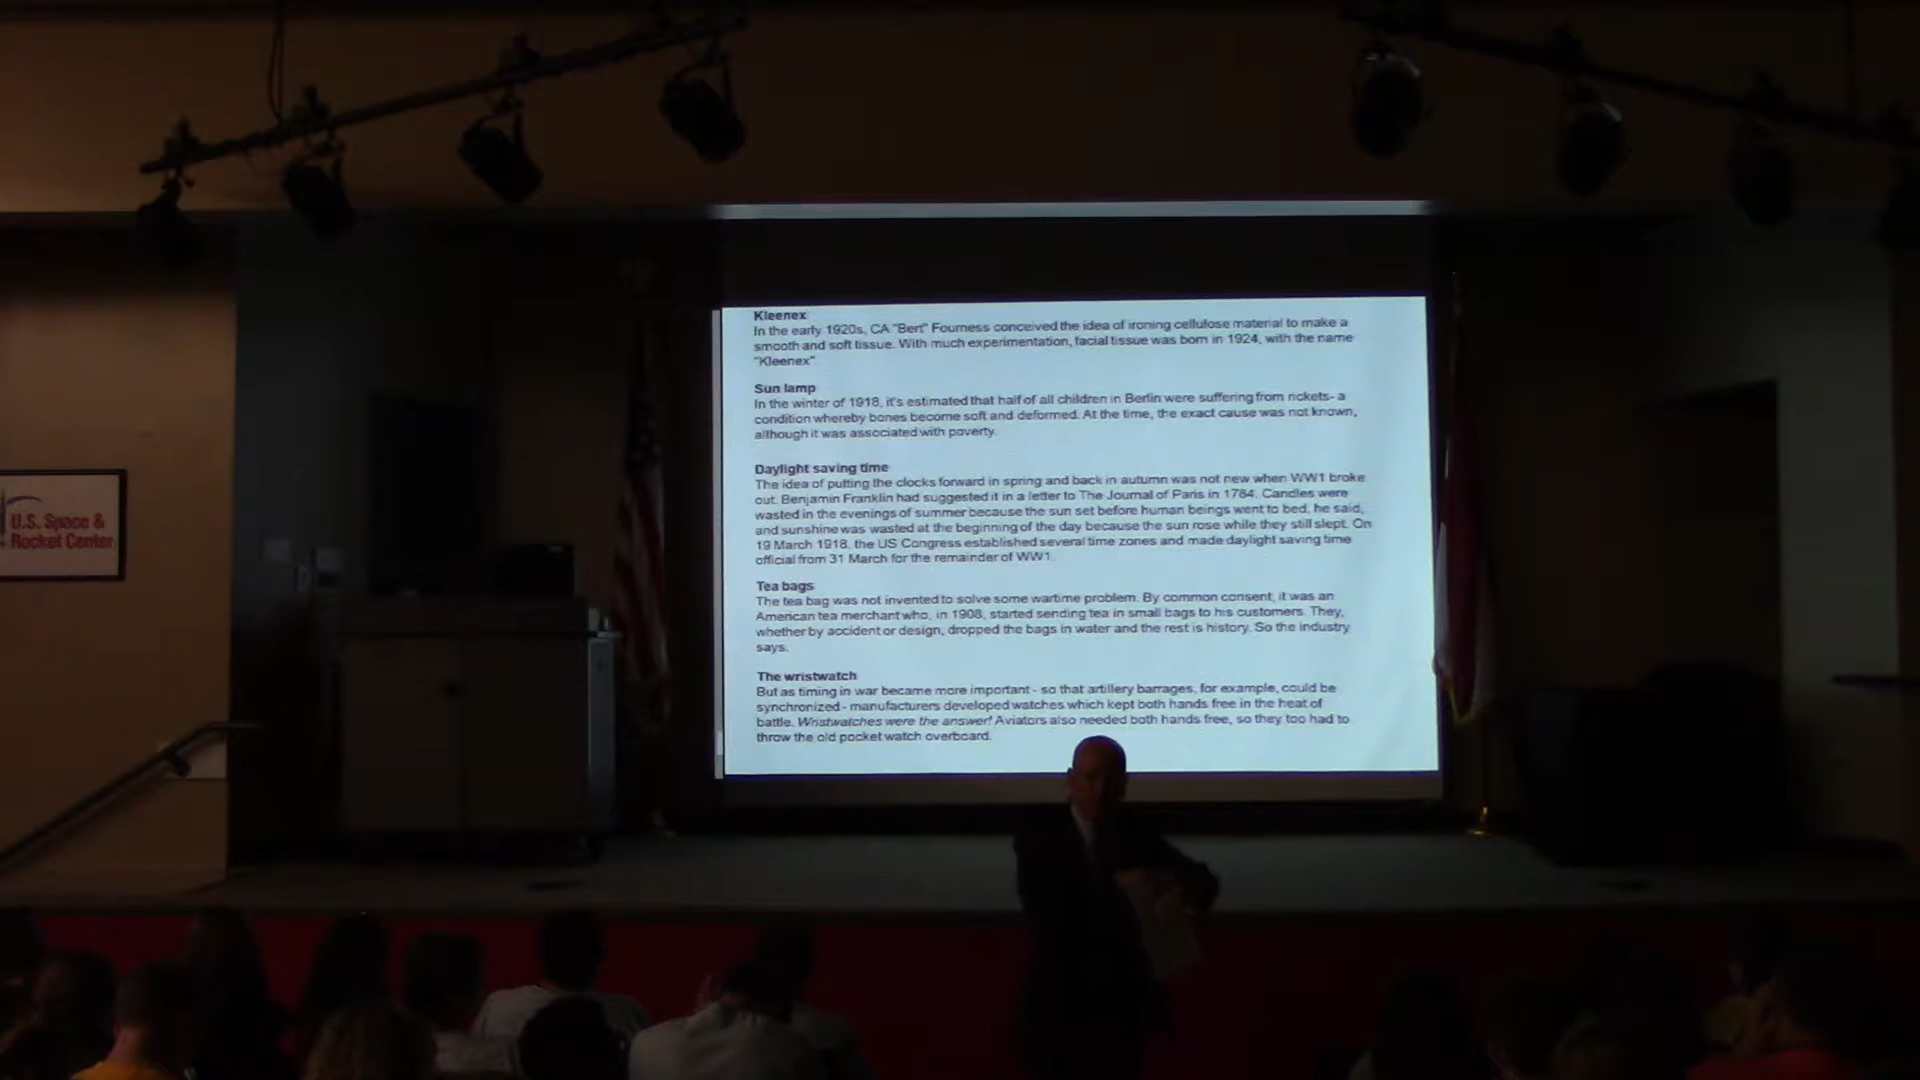 Kleenex
In the early 1920s, CA "Bert" Fourness conceived the idea of ironing cellulose material to make a
smooth and soft tissue. With much experimentation, facial tissue was born in 1924, with the name
"Kleenex"
Sun lamp
In the winter of 1918, it's estimated that half of all children in Berlin were suffering from rickets- a
condition whereby bones become soft and deformed. At the time, the exact cause was not known,
although it was associated with poverty.
Daylight saving time
The idea of putting the clocks forward in spring and back in autumn was not new when WW1 broke
out. Benjamin Franklin had suggested it in a letter to The Journal of Paris in 1784. Candles were
wasted in the evenings of summer because the sun set before human beings went to bed, he said,
and sunshine was wasted at the beginning of the day because the sun rose while they still slept. On
19 March 1918, the US Congress established several time zones and made daylight saving time
official from 31 March for the remainder of WW1.
Tea bags
The tea bag was not invented to solve some wartime problem. By common consent, it was an
American tea merchant who, in 1908, started sending tea in small bags to his customers. They,
whether by accident or design, dropped the bags in water and the rest is history. So the industry
says.
The wristwatch
But as timing in war became more important - so that artillery barrages, for example, could be
synchronized - manufacturers developed watches which kept both hands free in the heat of
battle. Wristwatches were the answer! Aviators also needed both hands free, so they too had to
throw the old pocket watch overboard.
U.S. Space &
Rocket Center